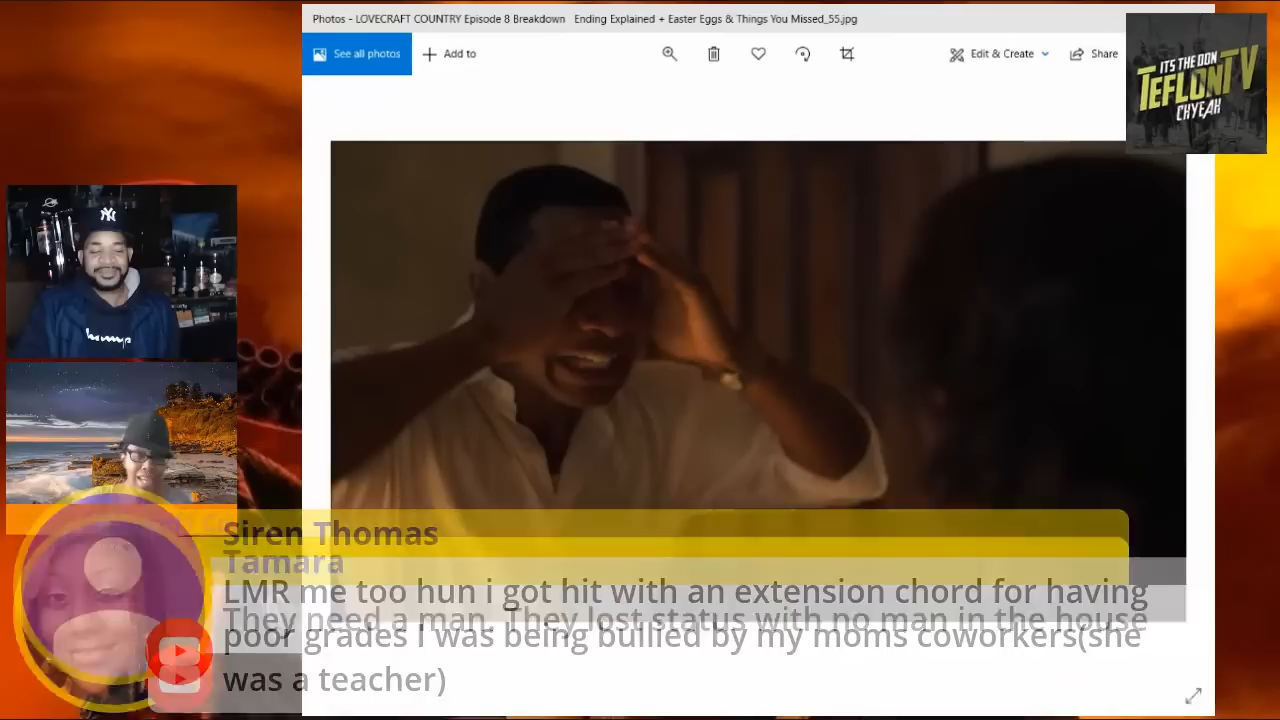 Photos - LOVECRAFT COUNTRY Episode 8 Breakdown Ending Explained + Easter Eggs & Things You Missed_55.jpg
See all photos
Add to
Edit & Create
Share
IT'S THE DON
TEFLONTV
CHYEAH
NY
Siren Thomas
Tamara
LMR me too hun i got hit with an extension chord for having
They need a man. They lost status with no man in the house
poor grades I was being bullied by my moms coworkers(she
was a teacher)